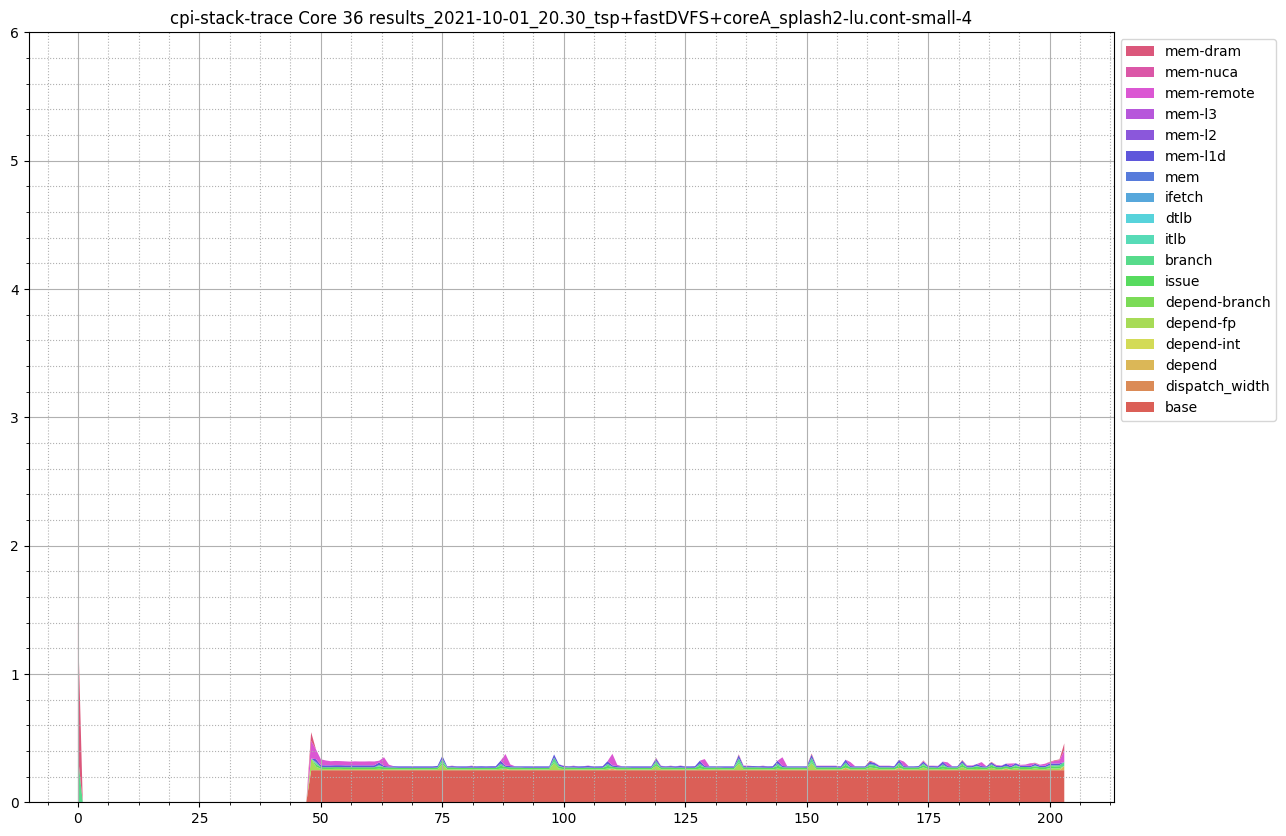 cpi-stack-trace Core 36 results_2021-10-01_20.30_tsp+fastDVFS+coreA_splash2-lu.cont-small-4
6
5
4
3
2
1
0
0 25 50 75 100 125 150 175 200
mem-dram
mem-nuca
mem-remote
mem-l3
mem-l2
mem-l1d
mem
ifetch
dtlb
itlb
branch
issue
depend-branch
depend-fp
depend-int
depend
dispatch_width
base